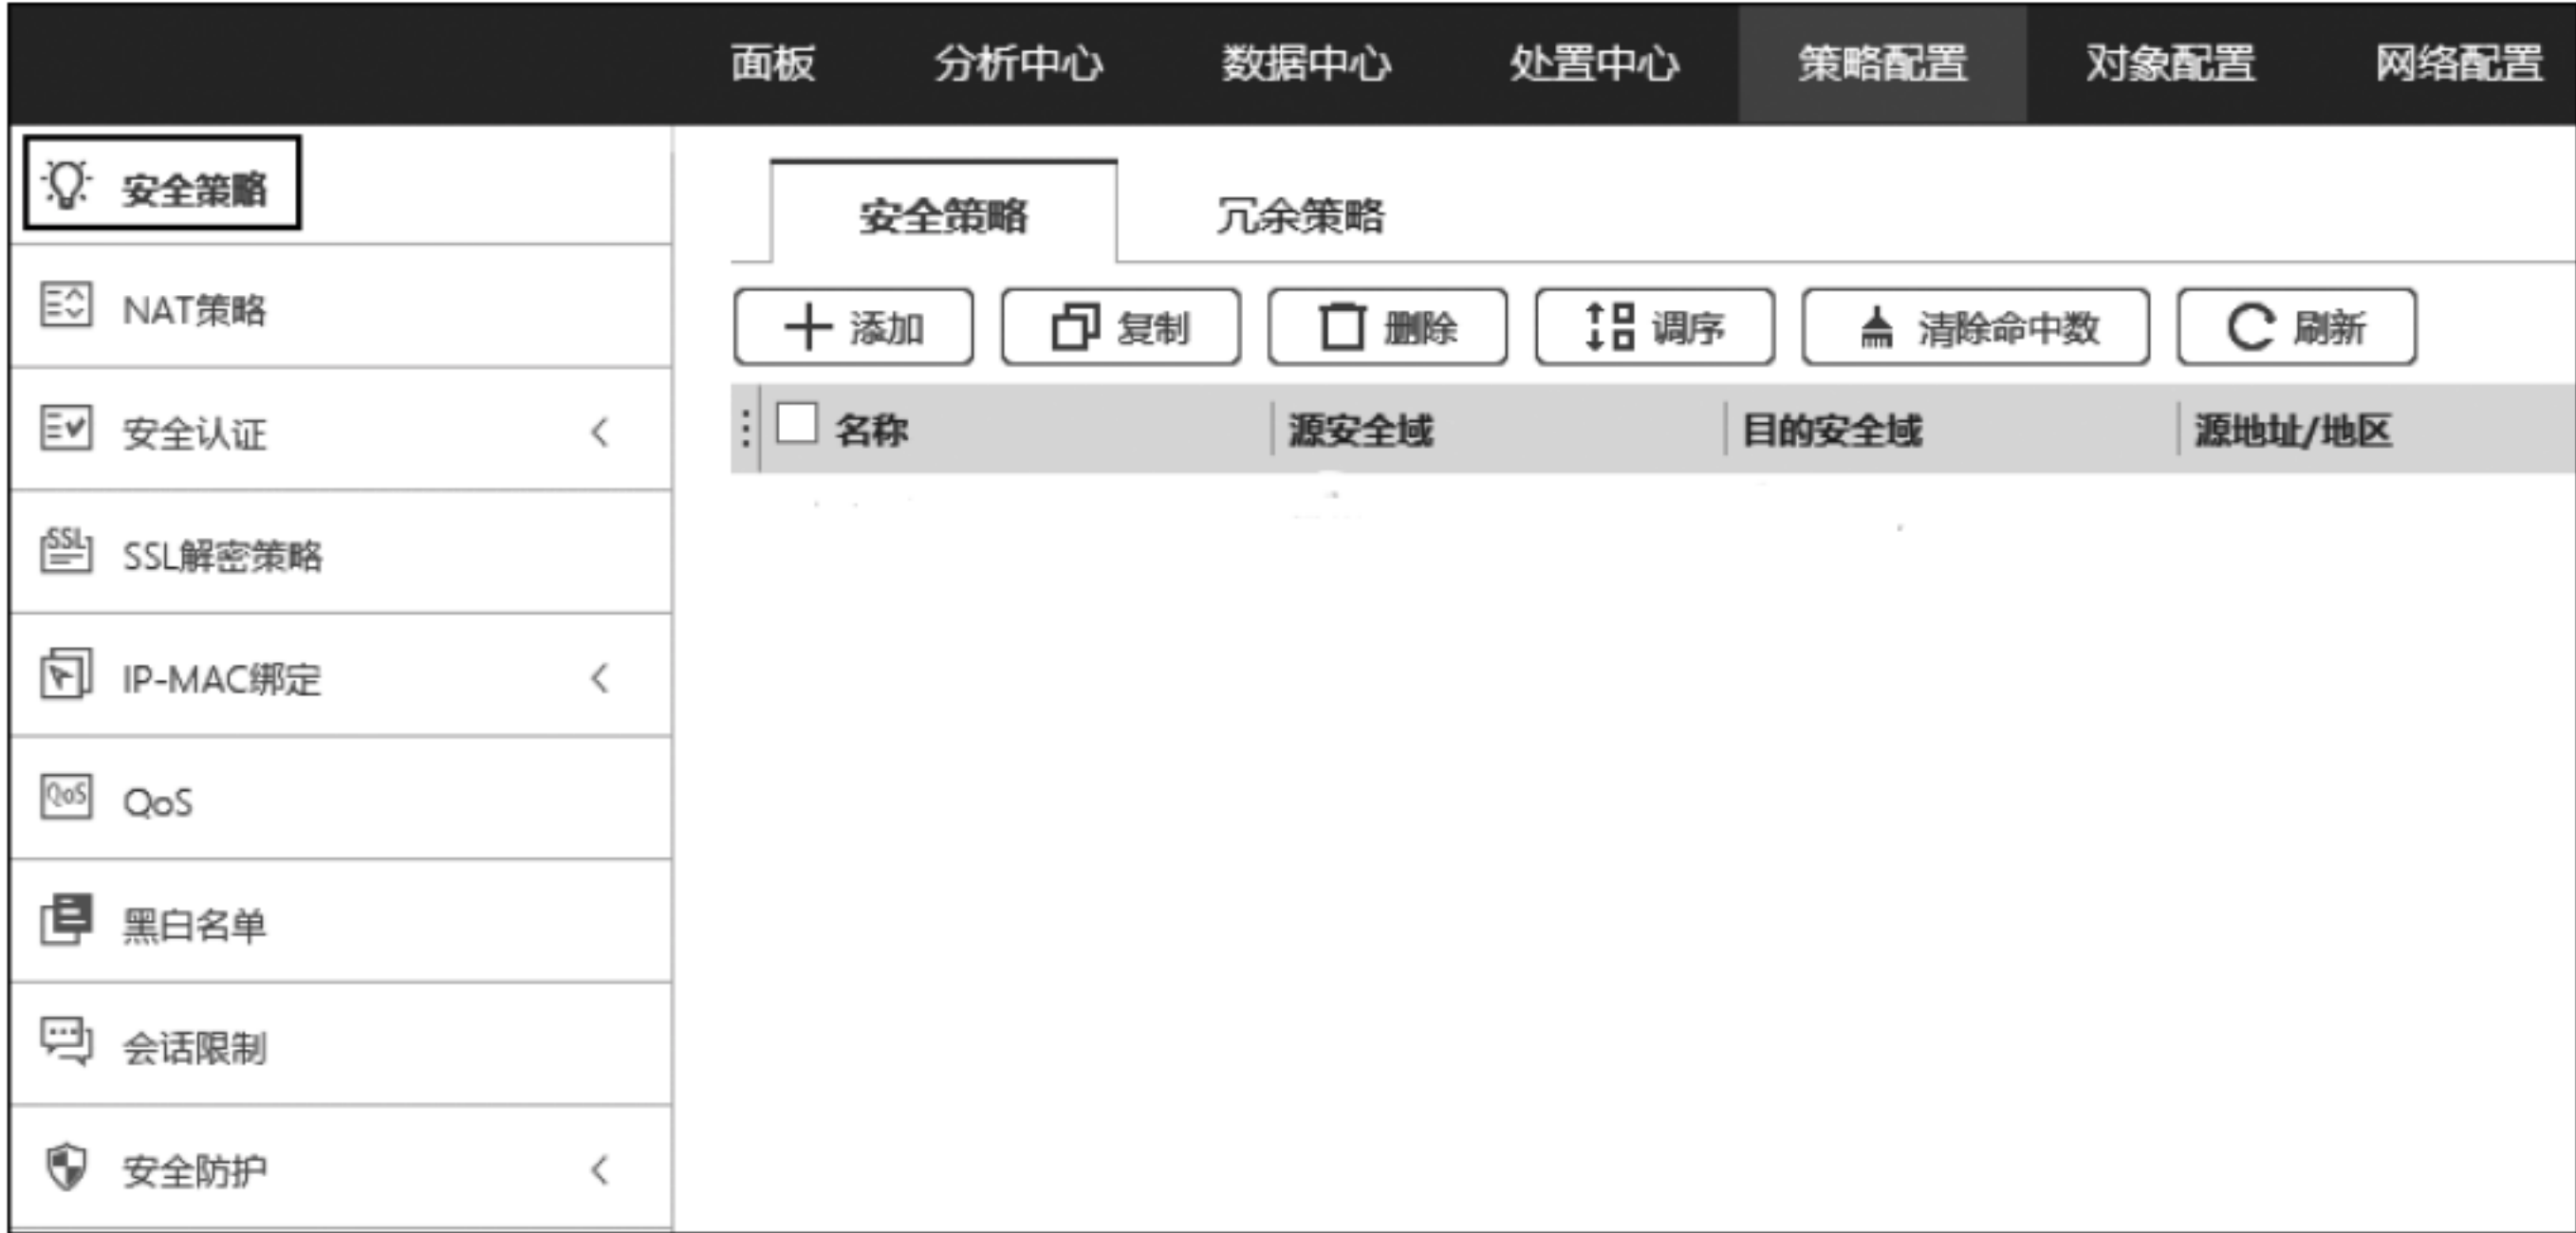 面板 分析中心 数据中心 处置中心 策略配置 对象配置 网络配置
安全策略
NAT策略
安全认证
SSL SSL解密策略
IP-MAC绑定
QoS QoS
黑白名单
会话限制
安全防护
安全策略 冗余策略
添加 复制 删除 调序 清除命中数 刷新
名称 源安全域 目的安全域 源地址/地区